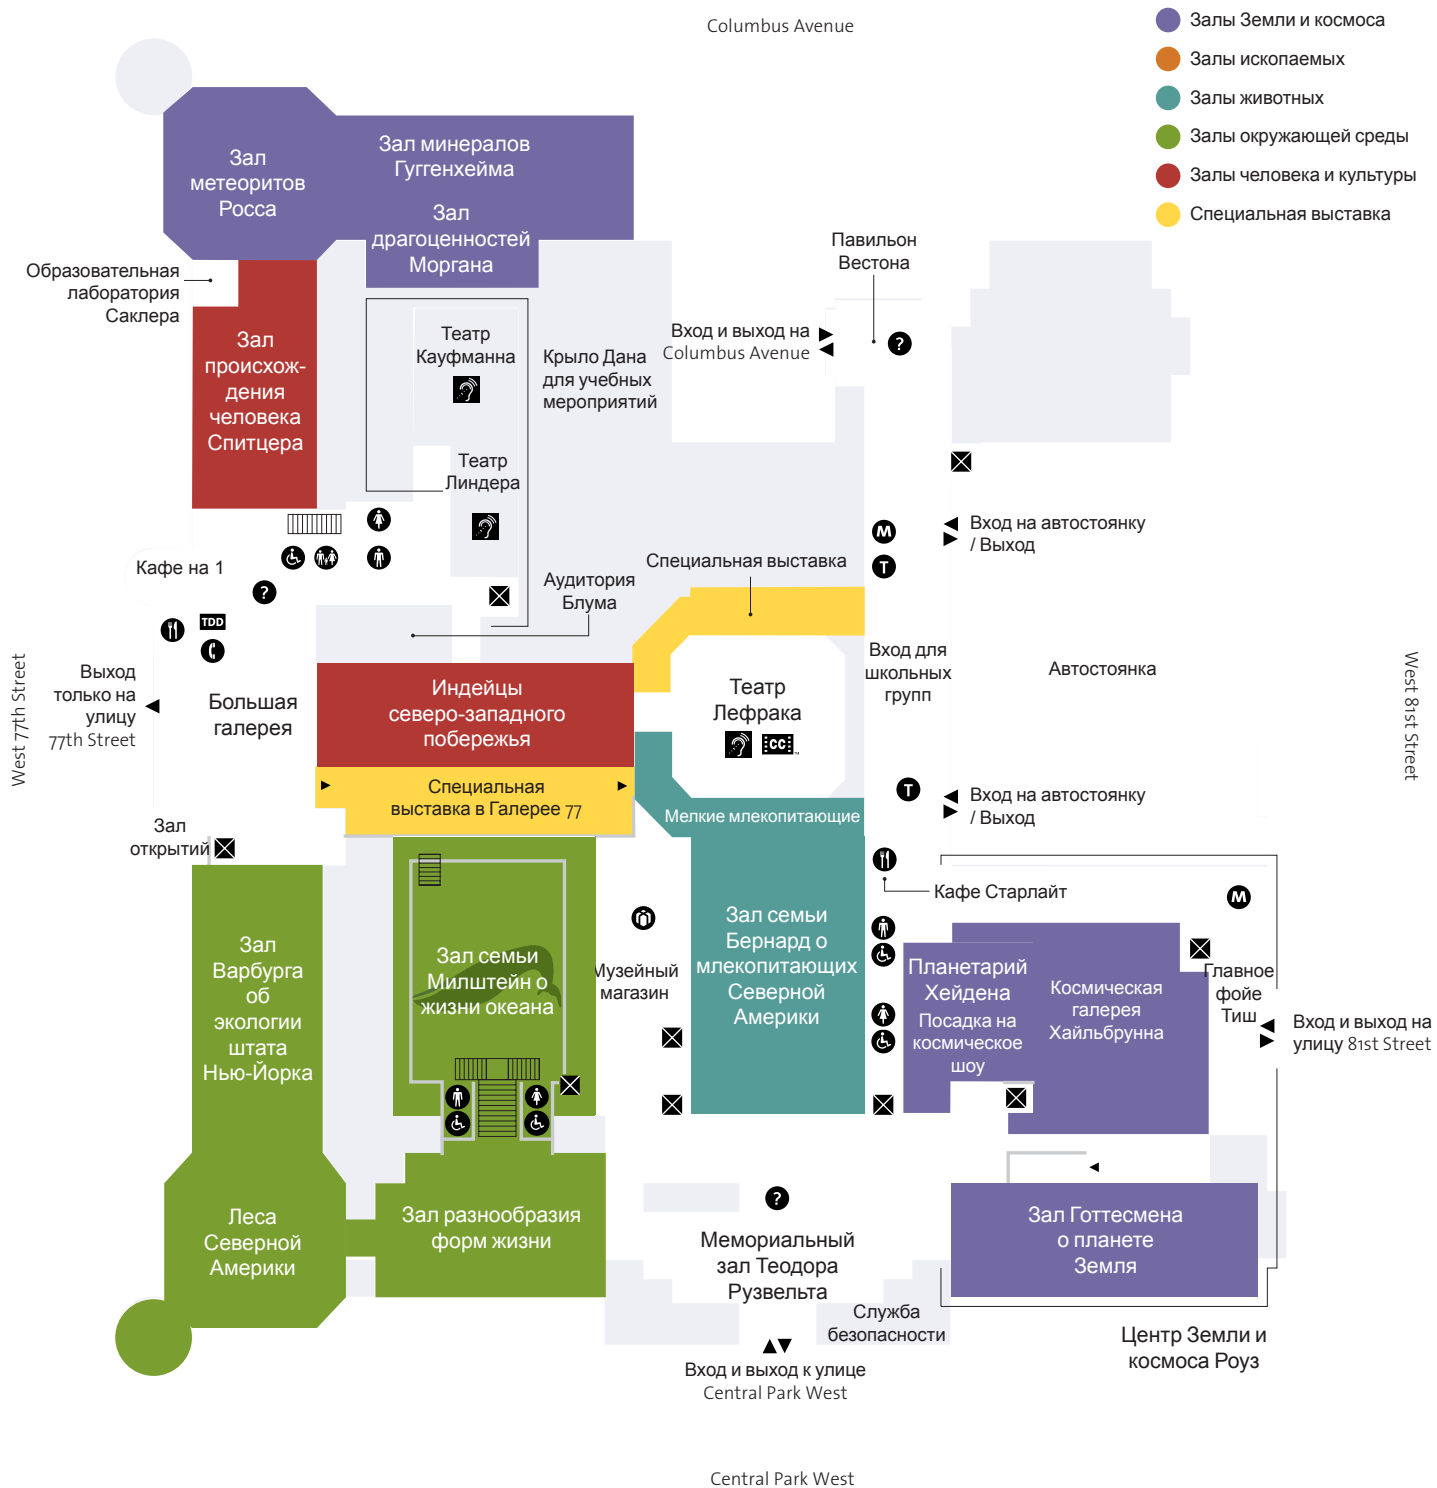 Columbus Avenue
Залы Земли и космоса
Залы ископаемых
Залы животных
Залы окружающей среды
Залы человека и культуры
Специальная выставка
Зал
метеоритов
Росса
Зал минералов
Гуггенхейма
Зал
драгоценностей
Моргана
Образовательная
лаборатория
Саклера
Зал
происхож-
дения
человека
Спитцера
Театр
Кауфманна
Театр
Линдера
Крыло Дана
для учебных
мероприятий
Павильон
Вестона
Вход и выход на
Columbus Avenue
?
M
T
Вход на автостоянку
/ Выход
Кафе на 1
?
TDD
Специальная выставка
Аудитория
Блума
West 77th Street
Выход
только на
улицу
77th Street
Большая
галерея
Индейцы
северо-западного
побережья
Театр
Лефрака
CC
Вход для
школьных
групп
Автостоянка
West 81st Street
Специальная
выставка в Галерее 77
Мелкие млекопитающие
T
Вход на автостоянку
/ Выход
Зал
открытий
Кафе Старлайт
M
Зал
Варбурга
об
экологии
штата
Нью-Йорка
Зал семьи
Милштейн о
жизни океана
Музейный
магазин
Зал семьи
Бернард о
млекопитающих
Северной
Америки
Планетарий
Хейдена
Посадка на
космическое
шоу
Космическая
галерея
Хайльбрунна
Главное
фойе
Тиш
Вход и выход на
улицу 81st Street
Леса
Северной
Америки
Зал разнообразия
форм жизни
?
Мемориальный
зал Теодора
Рузвельта
Зал Готтесмена
о планете
Земля
Служба
безопасности
Центр Земли и
космоса Роуз
Вход и выход к улице
Central Park West
Central Park West